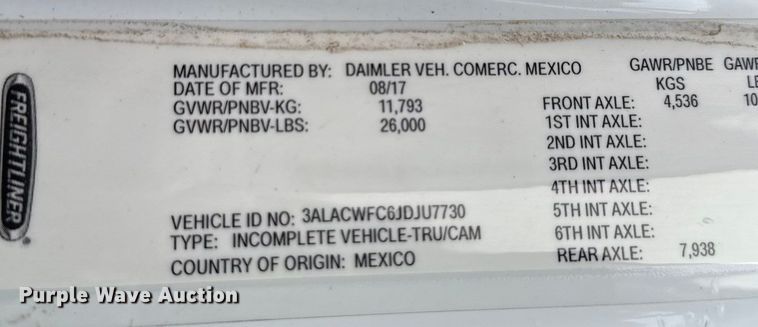 FREIGHTLINER
MANUFACTURED BY: DAIMLER VEH. COMERC. MEXICO
DATE OF MFR: 08/17
GVWR/PNBV-KG: 11,793
GVWR/PNBV-LBS: 26,000
VEHICLE ID NO: 3ALACWFC6JDJU7730
TYPE: INCOMPLETE VEHICLE-TRU/CAM
COUNTRY OF ORIGIN: MEXICO
GAWR/PNBE
KGS
FRONT AXLE: 4,536
1ST INT AXLE:
2ND INT AXLE:
3RD INT AXLE:
4TH INT AXLE:
5TH INT AXLE:
6TH INT AXLE:
REAR AXLE: 7,938
Purple Wave Auction